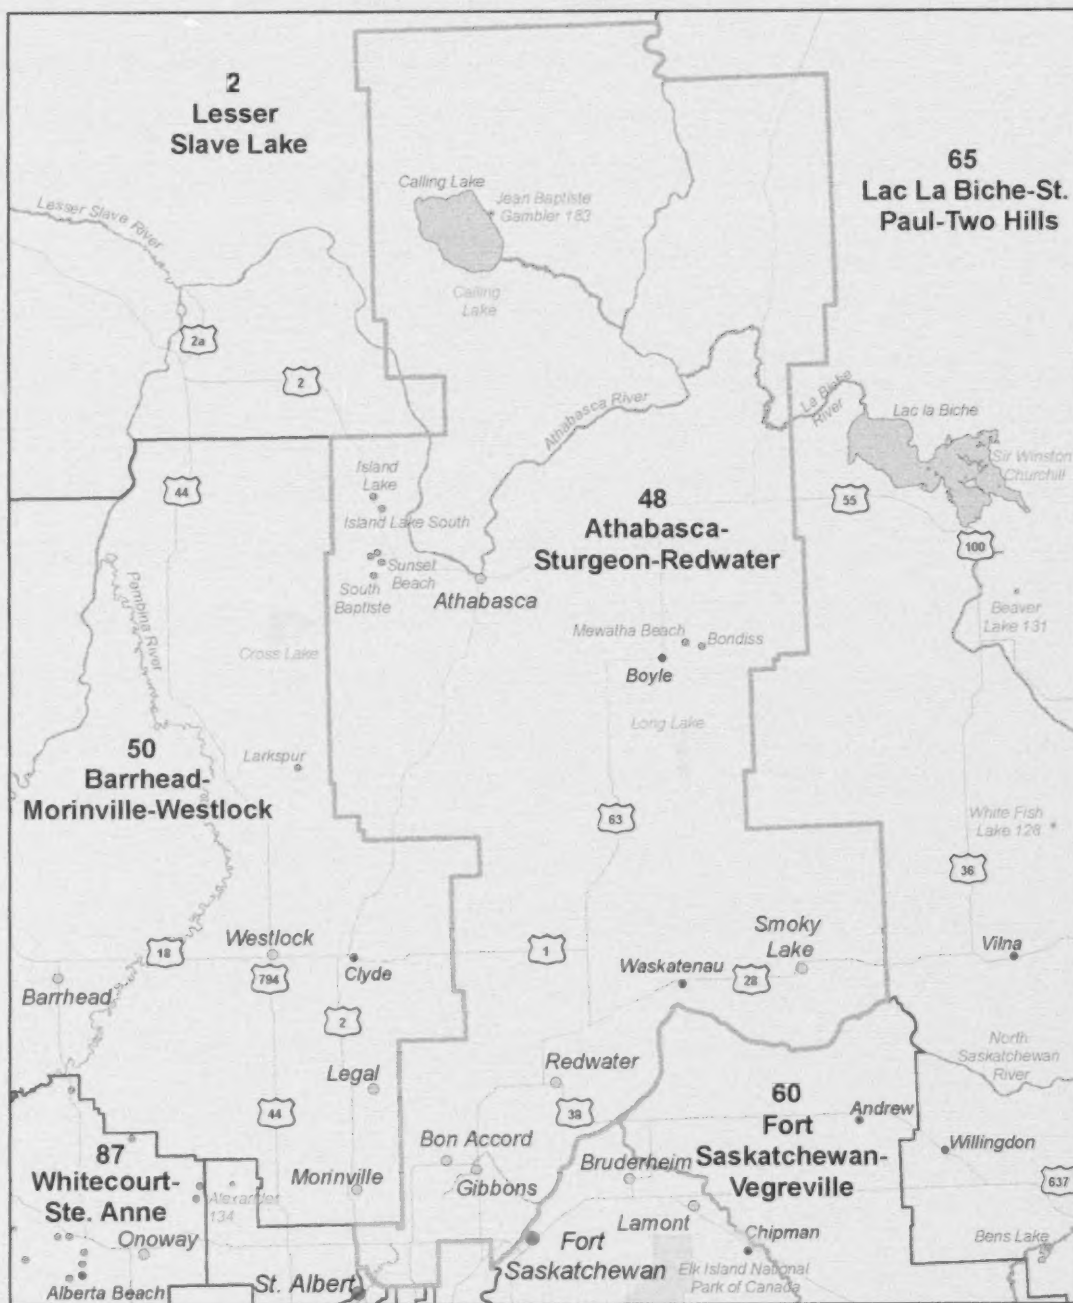 2
Lesser
Slave Lake
65
Lac La Biche-St.
Paul-Two Hills
Calling Lake
Jean Baptiste
Gambler 183
Lesser Slave River
Calling
Lake
2a
2
Athabasca River
La Biche
River
Lac la Biche
Sir Winston
Churchill
Island
Lake
44
Island Lake South
48
Athabasca-
Sturgeon-Redwater
55
100
Sunset
Beach
South
Baptiste
Athabasca
Pembina River
Beaver
Lake 131
Mewatha Beach
Bondiss
Cross Lake
Boyle
Long Lake
50
Barrhead-
Morinville-Westlock
Larkspur
63
White Fish
Lake 128
36
Smoky
Lake
Westlock
18
1
Vilna
Clyde
794
Waskatenau
28
Barrhead
2
North
Saskatchewan
River
Redwater
Legal
60
Fort
Saskatchewan-
Vegreville
38
44
Andrew
Bon Accord
Willingdon
87
Whitecourt-
Ste. Anne
Bruderheim
Gibbons
Morinville
637
Alexander
134
Lamont
Chipman
Onoway
Fort
Saskatchewan
Bens Lake
Elk Island National
Park of Canada
St. Albert
Alberta Beach